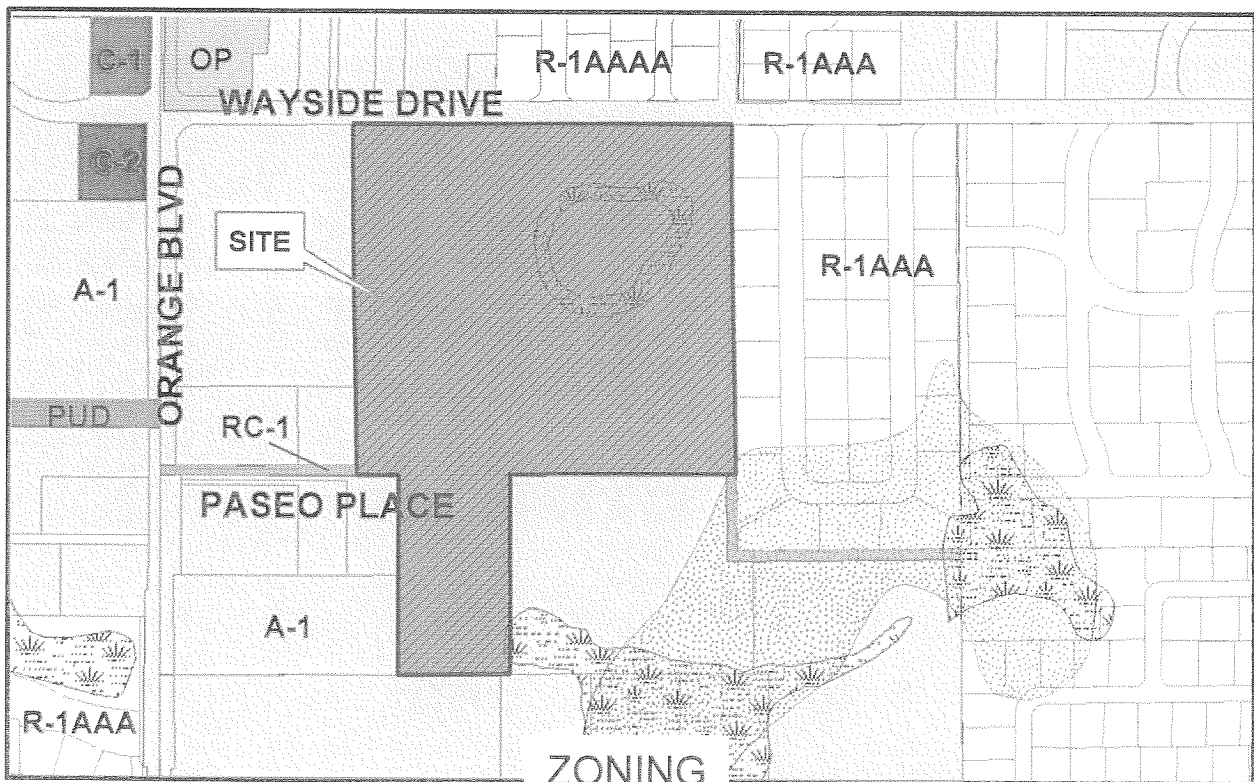 C-1
OP
R-1AAAA
R-1AAA
WAYSIDE DRIVE
C-2
ORANGE BLVD
SITE
A-1
R-1AAA
PUD
RC-1
PASEO PLACE
A-1
R-1AAA
ZONING